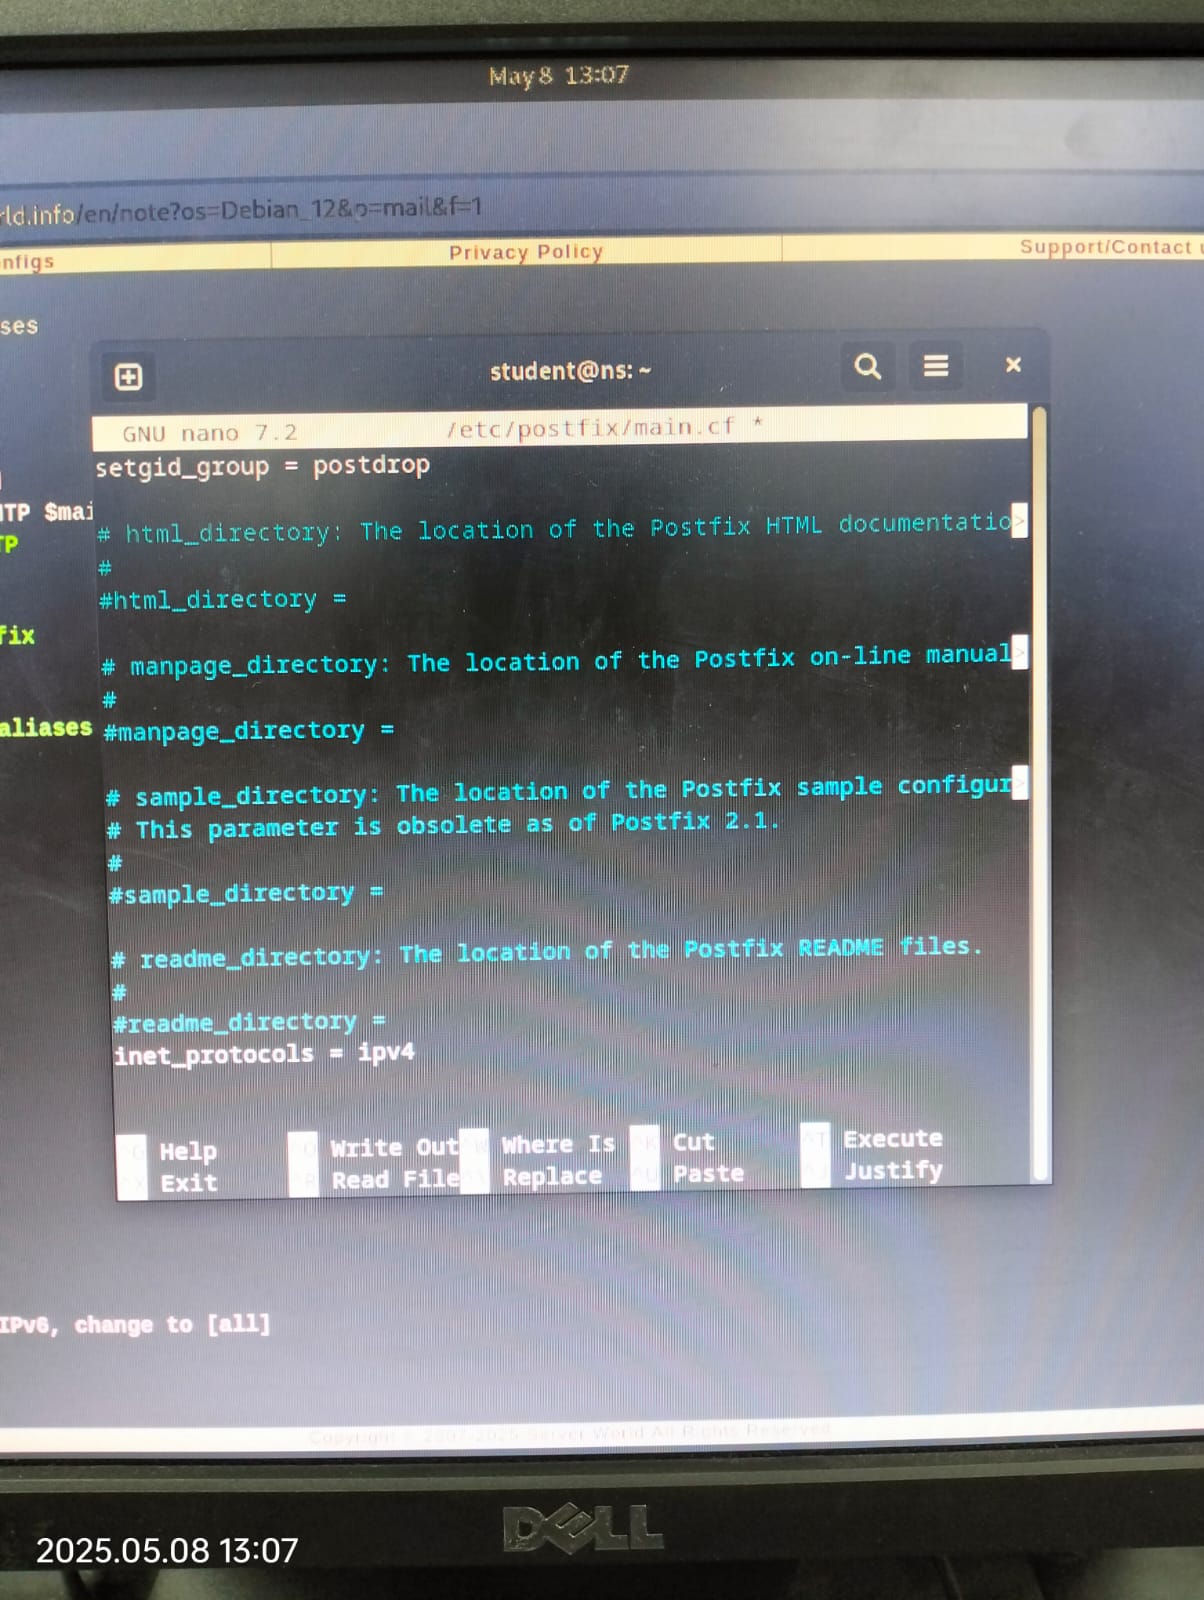 May 8 13:07
rld.info/en/note?os=Debian_12&p=mail&f=1
nfigs
Privacy Policy
Support/Contact u
ses
student@ns: ~
GNU nano 7.2 /etc/postfix/main.cf *
setgid_group = postdrop
TP $mai
# html_directory: The location of the Postfix HTML documentatio>
TP
#
#html_directory =
fix
# manpage_directory: The location of the Postfix on-line manual>
#
aliases
#manpage_directory =
# sample_directory: The location of the Postfix sample configur>
# This parameter is obsolete as of Postfix 2.1.
#
#sample_directory =
# readme_directory: The location of the Postfix README files.
#
#readme_directory =
inet_protocols = ipv4
Help Write Out Where Is Cut Execute
Exit Read File Replace Paste Justify
IPv6, change to [all]
Copyright © 2007-2025 Server World All Rights Reserved
DELL
2025.05.08 13:07